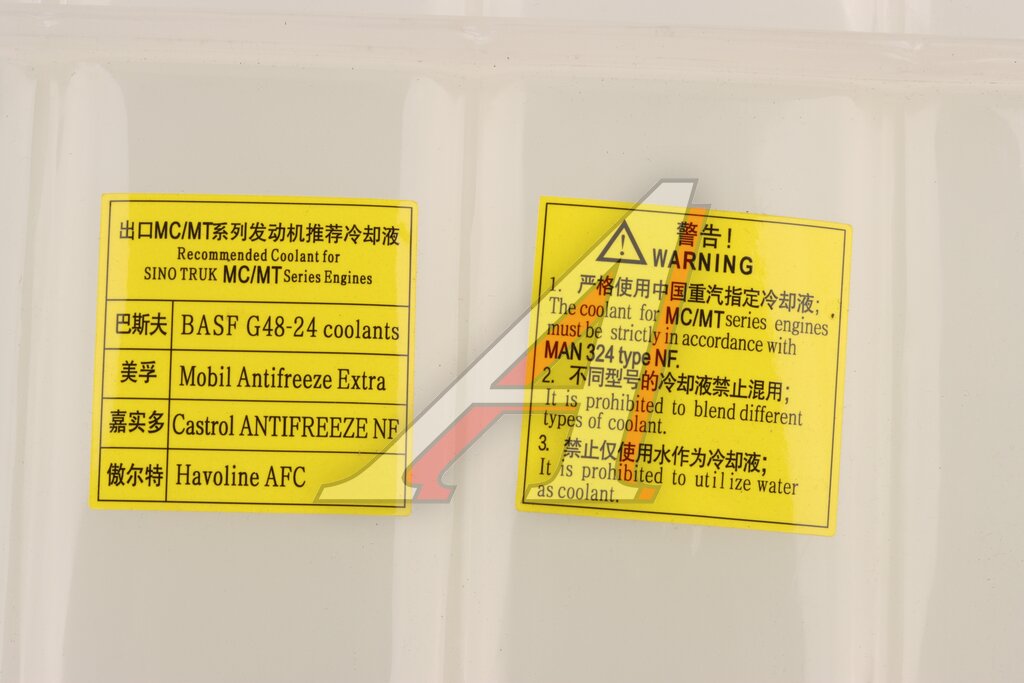 出口MC/MT系列发动机推荐冷却液
Recommended Coolant for
SINO TRUK MC/MT Series Engines
巴斯夫 BASF G48-24 coolants
美孚 Mobil Antifreeze Extra
嘉实多 Castrol ANTIFREEZE NF
傲尔特 Havoline AFC
警告!
WARNING
1. 严格使用中国重汽指定冷却液;
The coolant for MC/MT series engines
must be strictly in accordance with
MAN 324 type NF.
2. 不同型号的冷却液禁止混用;
It is prohibited to blend different
types of coolant.
3. 禁止仅使用水作为冷却液;
It is prohibited to utilize water
as coolant.